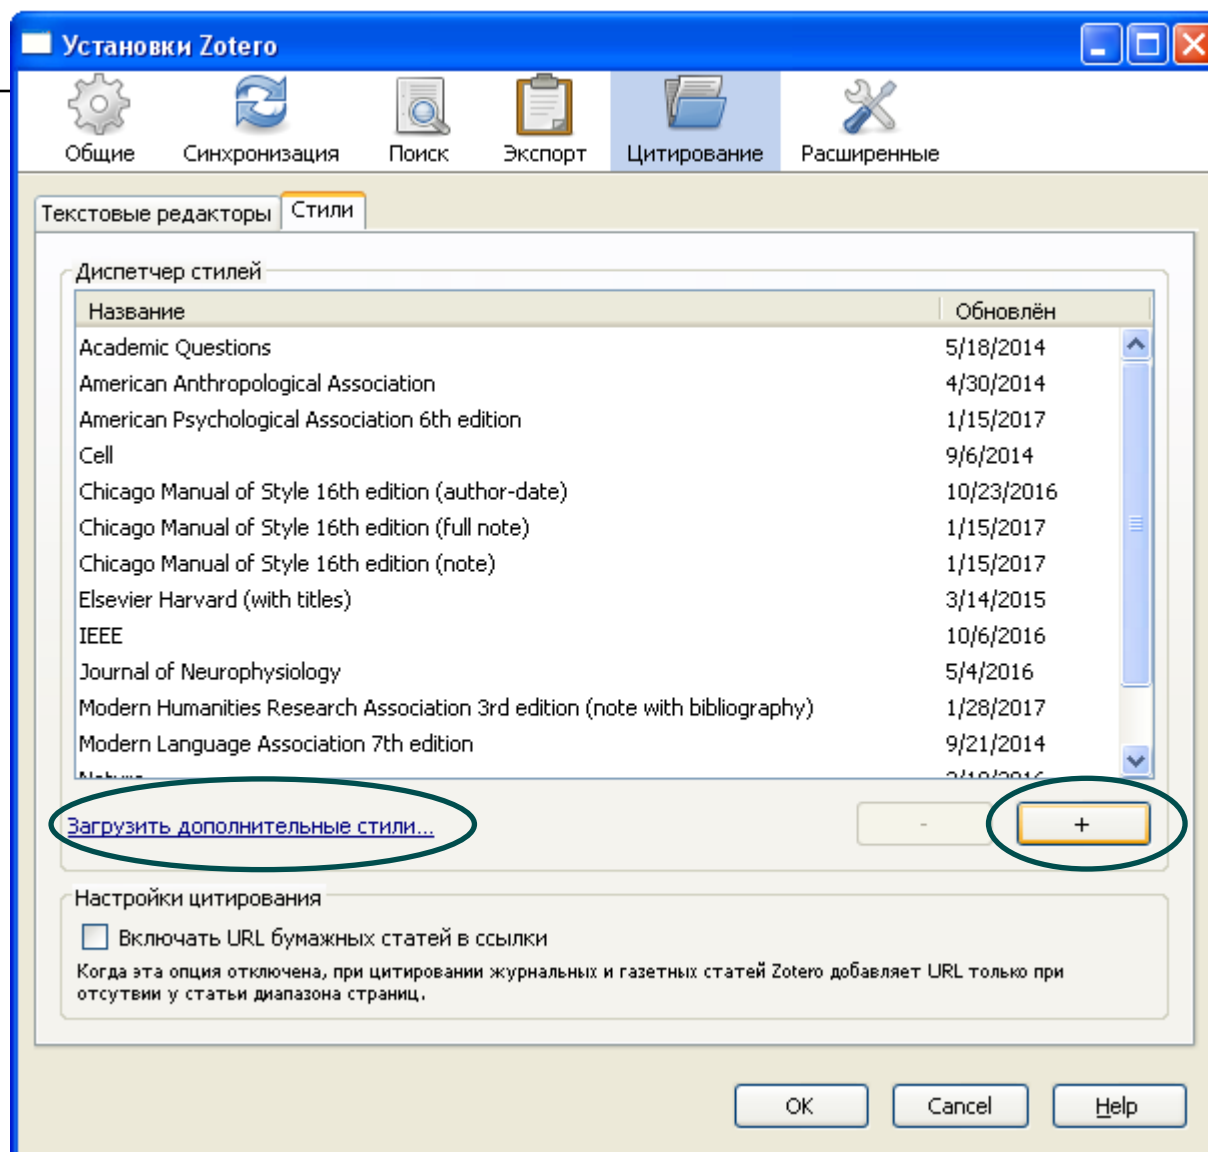 Установки Zotero
Общие Синхронизация Поиск Экспорт Цитирование Расширенные
Текстовые редакторы Стили
Диспетчер стилей
Название Обновлён
Academic Questions 5/18/2014
American Anthropological Association 4/30/2014
American Psychological Association 6th edition 1/15/2017
Cell 9/6/2014
Chicago Manual of Style 16th edition (author-date) 10/23/2016
Chicago Manual of Style 16th edition (full note) 1/15/2017
Chicago Manual of Style 16th edition (note) 1/15/2017
Elsevier Harvard (with titles) 3/14/2015
IEEE 10/6/2016
Journal of Neurophysiology 5/4/2016
Modern Humanities Research Association 3rd edition (note with bibliography) 1/28/2017
Modern Language Association 7th edition 9/21/2014
Загрузить дополнительные стили... - +
Настройки цитирования
Включать URL бумажных статей в ссылки
Когда эта опция отключена, при цитировании журнальных и газетных статей Zotero добавляет URL только при
отсутвии у статьи диапазона страниц.
OK Cancel Help